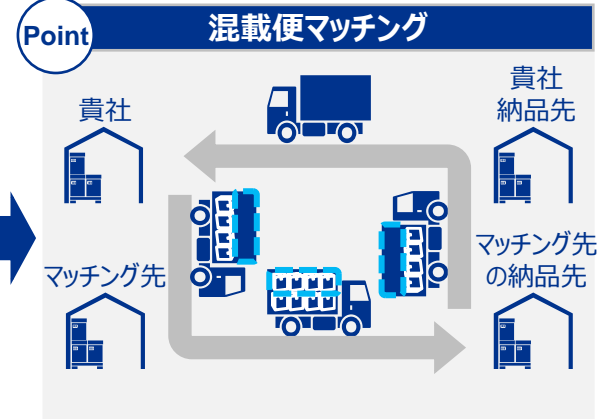 Point
混載便マッチング
貴社
貴社
納品先
マッチング先
マッチング先
の納品先